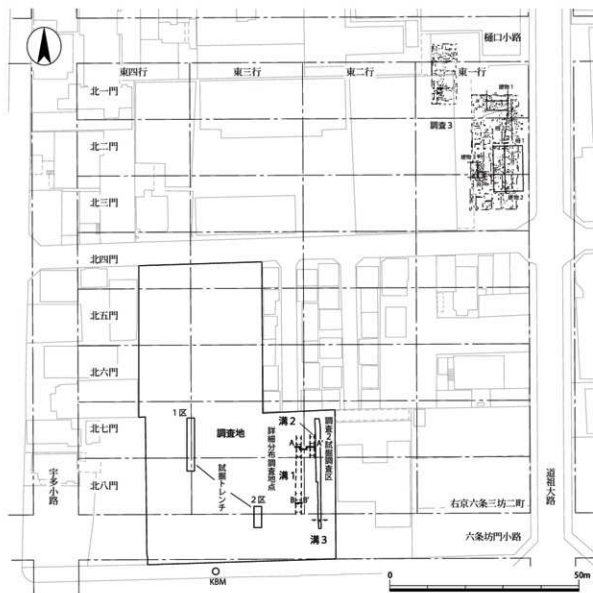 樋口小路
東四行
東三行
東二行
東一行
北一門
北二門
北三門
北四門
北五門
北六門
北七門
北八門
建物1
調査3
建物2
1区
調査地
試掘トレンチ
2区
詳細分布調査地点
溝2
A
A'
溝1
B
B'
調査2試掘調査区
溝3
宇多小路
道祖大路
右京六条三坊二町
六条坊門小路
KBM
0
50m